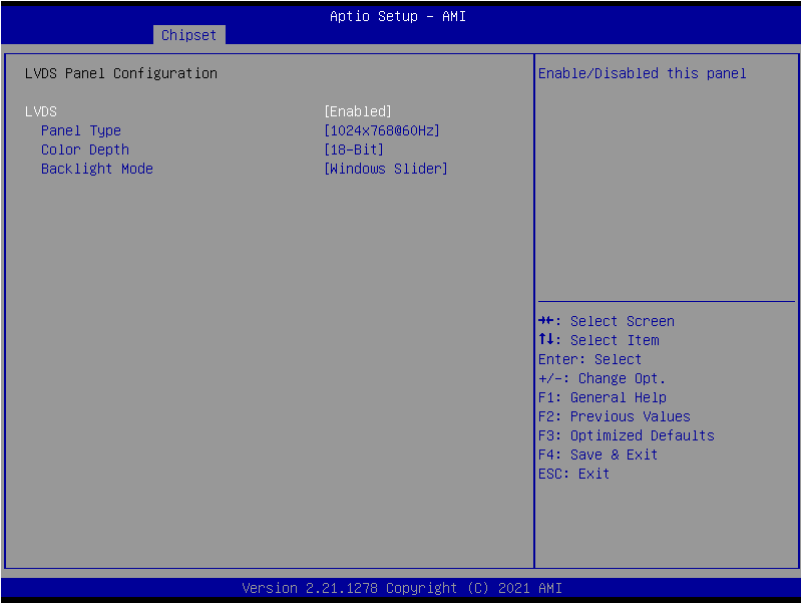 Aptio Setup - AMI
Chipset
LVDS Panel Configuration
LVDS [Enabled]
Panel Type [1024x768@60Hz]
Color Depth [18-Bit]
Backlight Mode [Windows Slider]
Enable/Disabled this panel
→←: Select Screen
↑↓: Select Item
Enter: Select
+/-: Change Opt.
F1: General Help
F2: Previous Values
F3: Optimized Defaults
F4: Save & Exit
ESC: Exit
Version 2.21.1278 Copyright (C) 2021 AMI